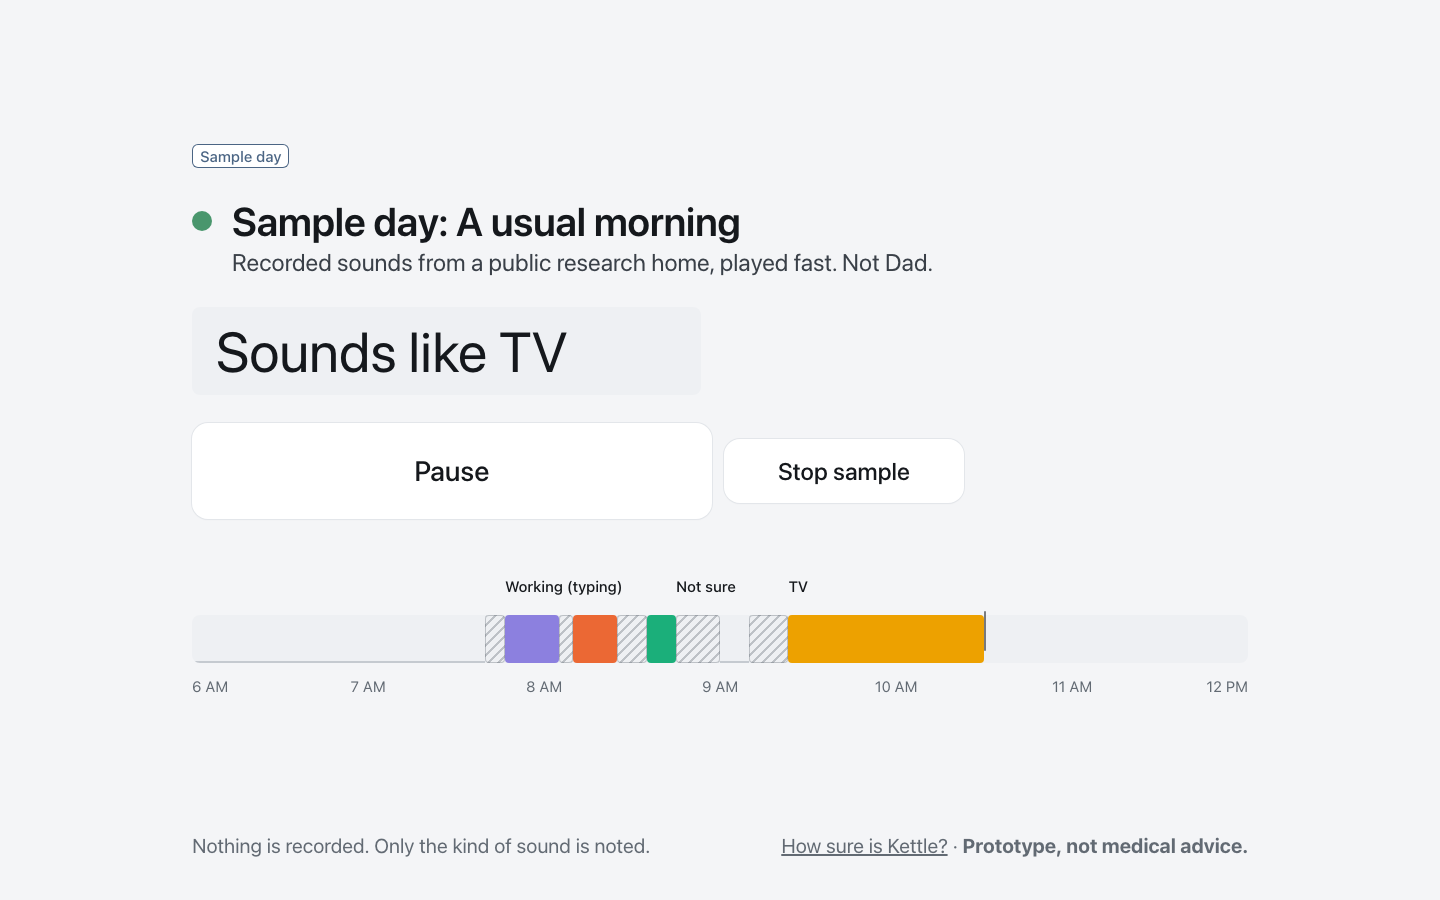 Sample day
Sample day: A usual morning
Recorded sounds from a public research home, played fast. Not Dad.
Sounds like TV
Pause
Stop sample
Working (typing)
Not sure
TV
6 AM
7 AM
8 AM
9 AM
10 AM
11 AM
12 PM
Nothing is recorded. Only the kind of sound is noted.
How sure is Kettle? · Prototype, not medical advice.